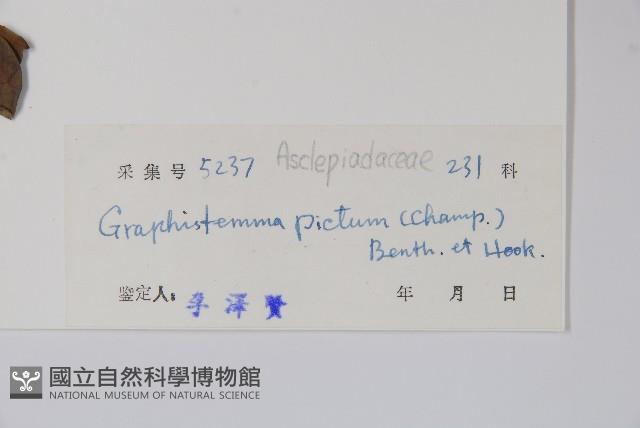 采集号 5237 Asclepiadaceae 231 科
Graphistemma pictum (Champ.)
Benth. et Hook.
鉴定人: 李泽贤 年 月 日
國立自然科學博物館
NATIONAL MUSEUM OF NATURAL SCIENCE